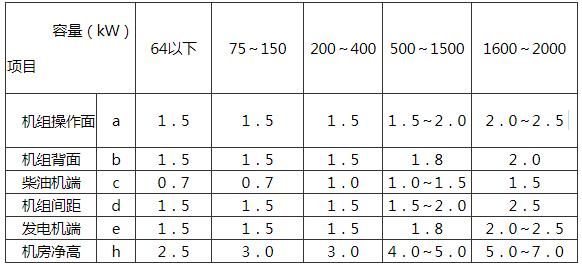 容量（kW）
项目
64以下 75～150 200～400 500～1500 1600～2000
机组操作面 a 1.5 1.5 1.5 1.5~2.0 2.0~2.5
机组背面 b 1.5 1.5 1.5 1.8 2.0
柴油机端 c 0.7 0.7 1.0 1.0~1.5 1.5
机组间距 d 1.5 1.5 1.5 1.5~2.0 2.5
发电机端 e 1.5 1.5 1.5 1.8 2.0~2.5
机房净高 h 2.5 3.0 3.0 4.0~5.0 5.0~7.0